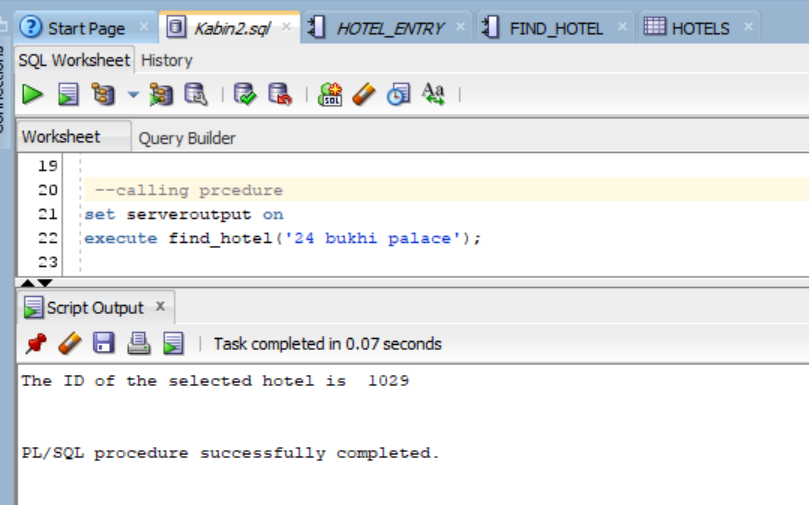 Start Page × Kabin2.sql × HOTEL_ENTRY × FIND_HOTEL × HOTELS ×
SQL Worksheet History
SQL Aa
Worksheet Query Builder
19
20 --calling prcedure
21 set serveroutput on
22 execute find_hotel('24 bukhi palace');
23
Script Output x
Task completed in 0.07 seconds
The ID of the selected hotel is 1029
PL/SQL procedure successfully completed.